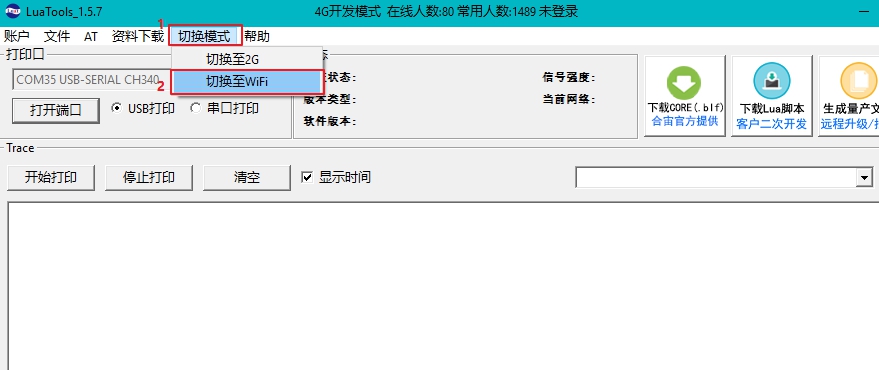 LuaTools_1.5.7 4G开发模式 在线人数:80 常用人数:1489 未登录
账户 文件 AT 资料下载 1 切换模式 帮助
打印口 态
切换至2G
COM35 USB-SERIAL CH340 2 切换至WiFi 状态: 信号强度:
打开端口 USB打印 串口打印 版本类型: 当前网络:
软件版本:
下载CORE(.blf) 下载Lua脚本 生成量产文
合宙官方提供 客户二次开发 远程升级/
Trace
开始打印 停止打印 清空 显示时间